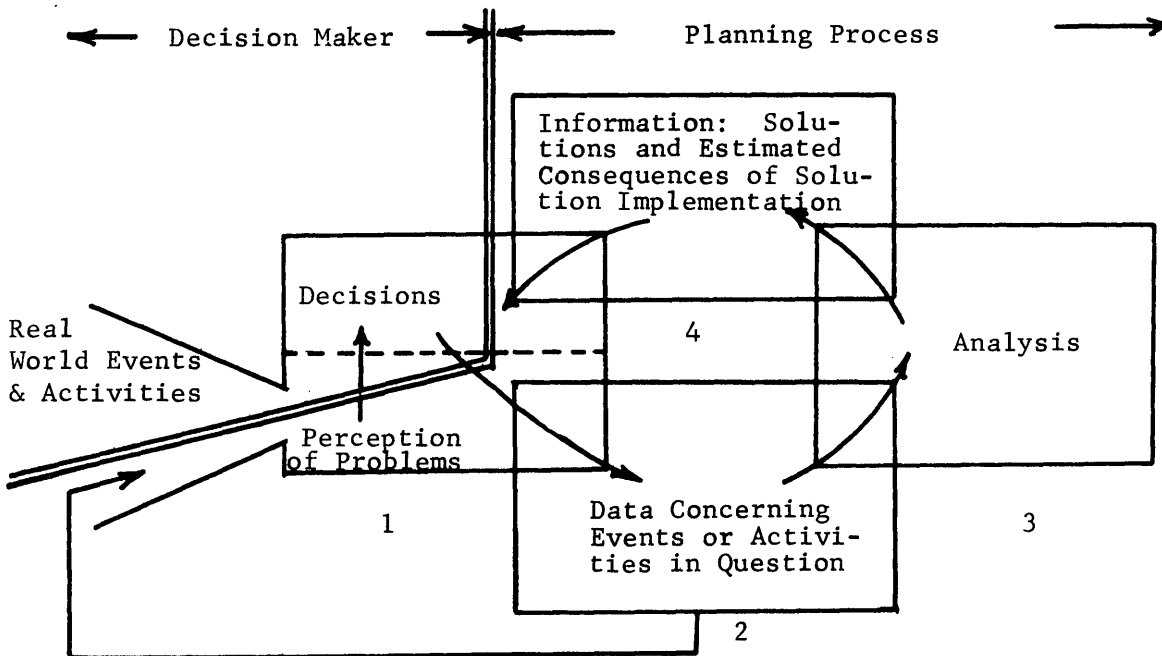 Decision Maker
Planning Process
Information: Solu-
tions and Estimated
Consequences of Solu-
tion Implementation
Decisions
4
Real
World Events
& Activities
Analysis
Perception
of Problems
1
Data Concerning
Events or Activi-
ties in Question
3
2